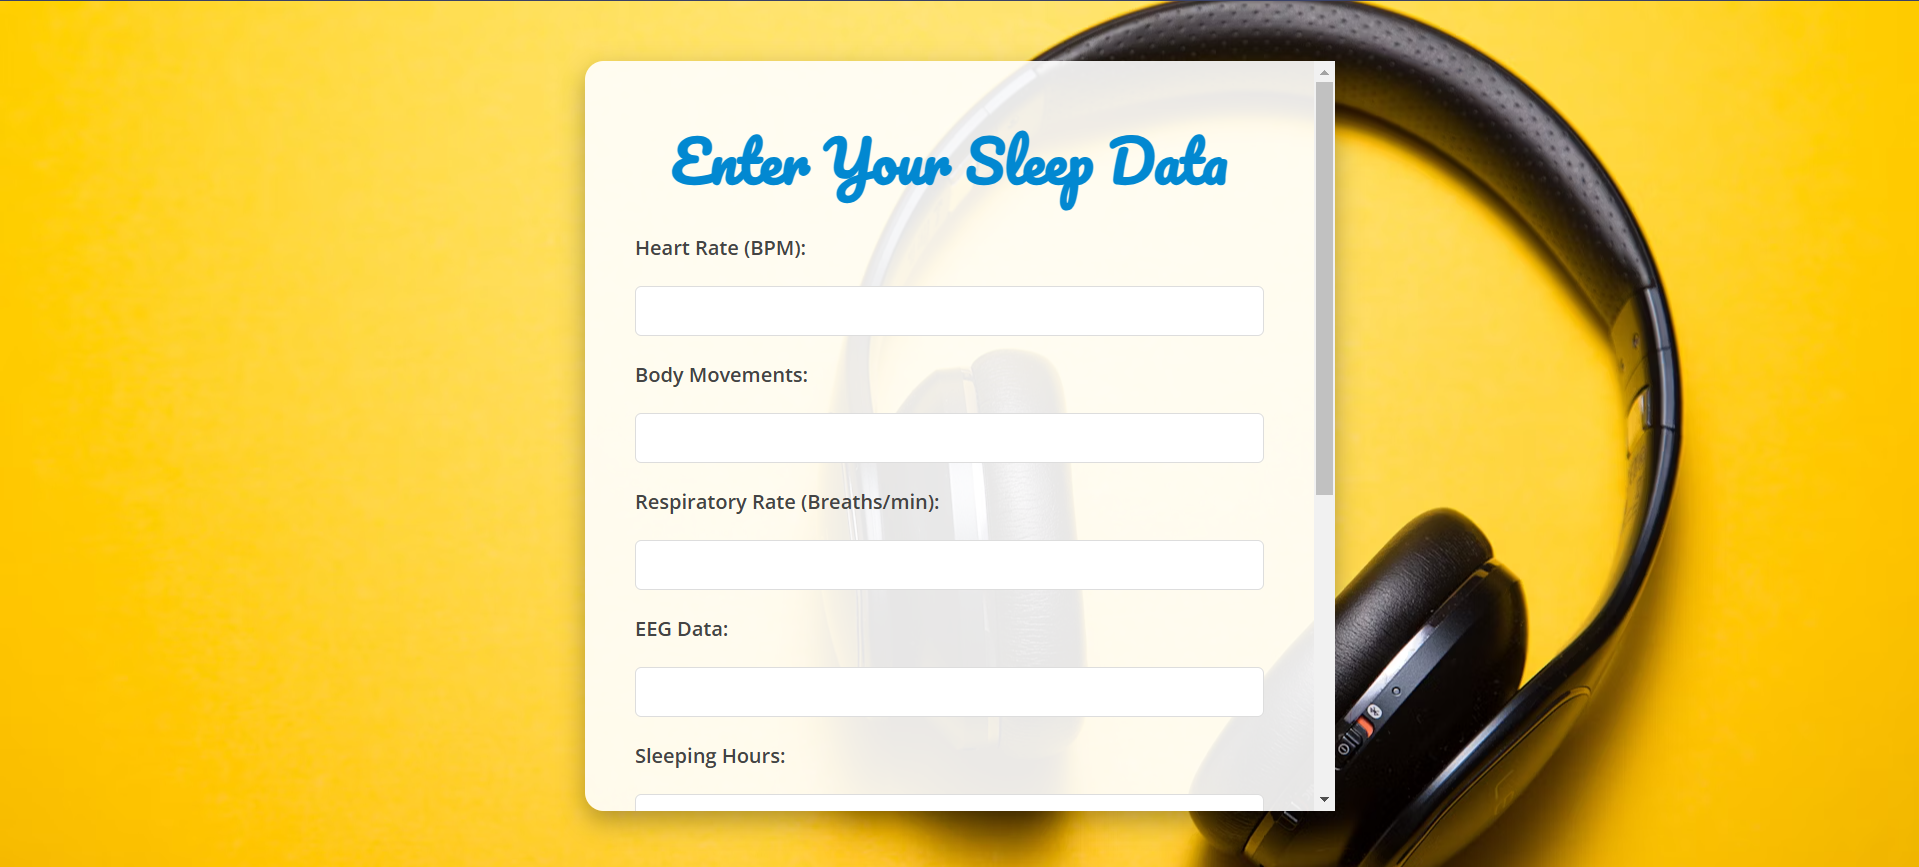 Enter Your Sleep Data
Heart Rate (BPM):
Body Movements:
Respiratory Rate (Breaths/min):
EEG Data:
Sleeping Hours: